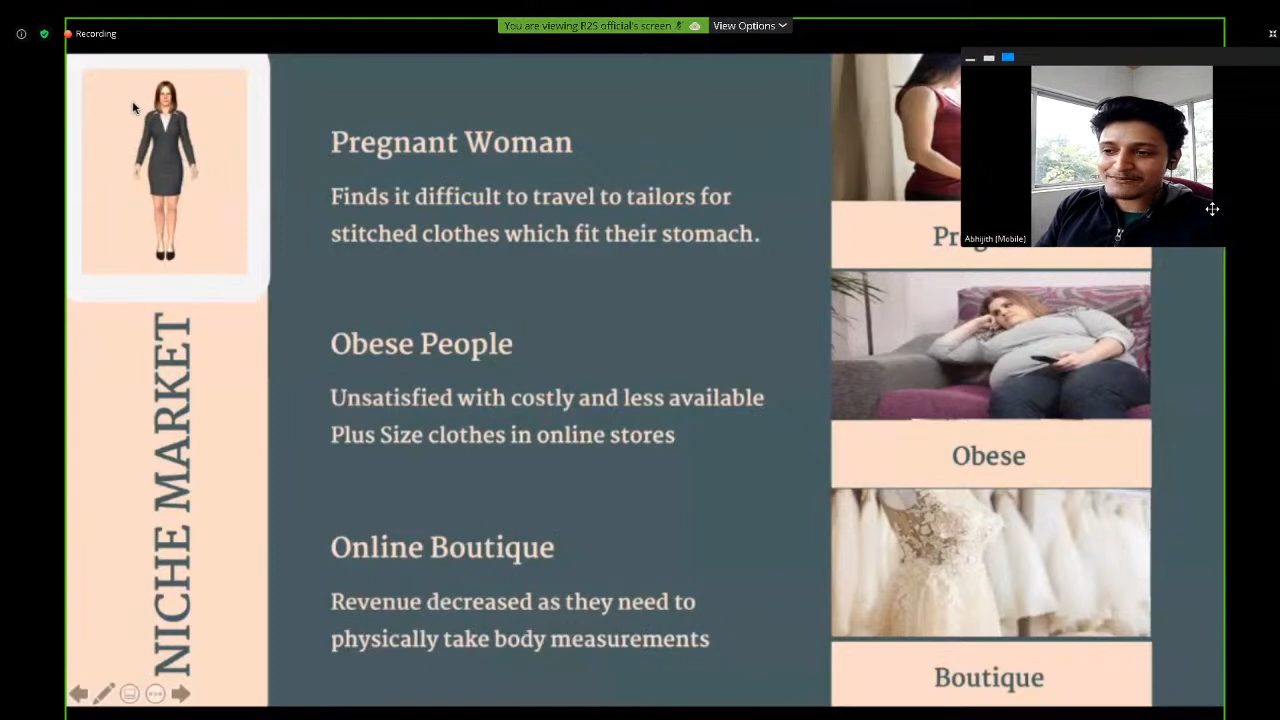 You are viewing R2S official's screen
View Options
Recording
Pregnant Woman
Finds it difficult to travel to tailors for
stitched clothes which fit their stomach.
Obese People
Unsatisfied with costly and less available
Plus Size clothes in online stores
Online Boutique
Revenue decreased as they need to
physically take body measurements
NICHE MARKET
Abhijith [Mobile]
Obese
Boutique